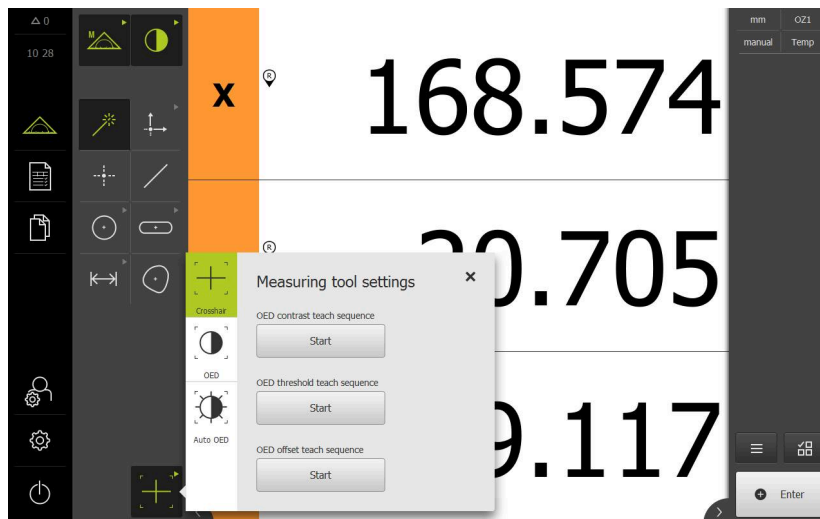 △ 0
mm OZ1
manual Temp
10 28
M
X
R
168.574
R
20.705
Measuring tool settings
Crosshair
OED contrast teach sequence
Start
OED
OED threshold teach sequence
Start
Auto OED
9.117
OED offset teach sequence
Start
Enter